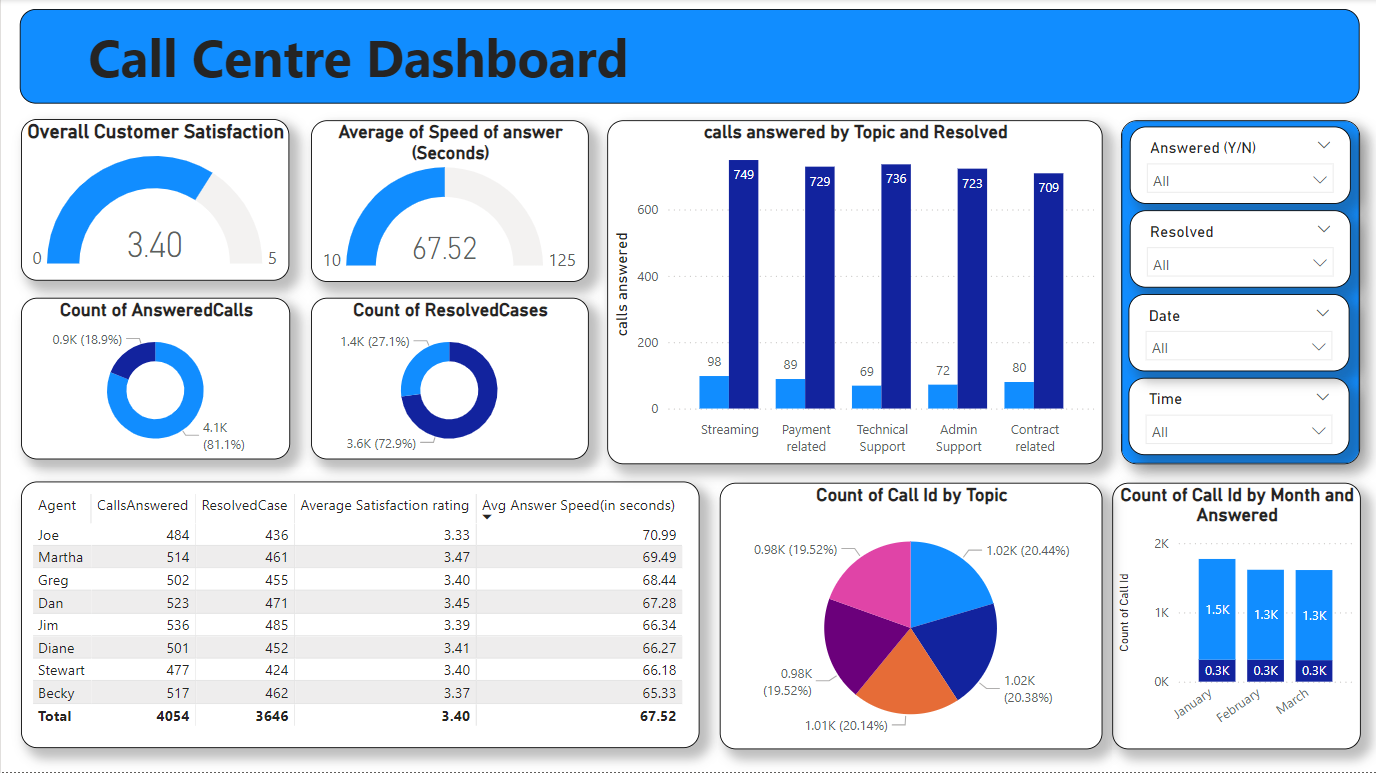 Call Centre Dashboard
Overall Customer Satisfaction
3.40
0
5
Average of Speed of answer
(Seconds)
67.52
10
125
calls answered by Topic and Resolved
calls answered
600
400
200
0
98
749
89
729
69
736
72
723
80
709
Streaming
Payment
related
Technical
Support
Admin
Support
Contract
related
Answered (Y/N)
All
Resolved
All
Date
All
Time
All
Count of AnsweredCalls
0.9K (18.9%)
4.1K
(81.1%)
Count of ResolvedCases
1.4K (27.1%)
3.6K (72.9%)
Agent CallsAnswered ResolvedCase Average Satisfaction rating Avg Answer Speed(in seconds)
Joe 484 436 3.33 70.99
Martha 514 461 3.47 69.49
Greg 502 455 3.40 68.44
Dan 523 471 3.45 67.28
Jim 536 485 3.39 66.34
Diane 501 452 3.41 66.27
Stewart 477 424 3.40 66.18
Becky 517 462 3.37 65.33
Total 4054 3646 3.40 67.52
Count of Call Id by Topic
0.98K (19.52%)
1.02K (20.44%)
0.98K
(19.52%)
1.02K
(20.38%)
1.01K (20.14%)
Count of Call Id by Month and
Answered
Count of Call Id
2K
1K
0K
1.5K
1.3K
1.3K
0.3K
0.3K
0.3K
January
February
March